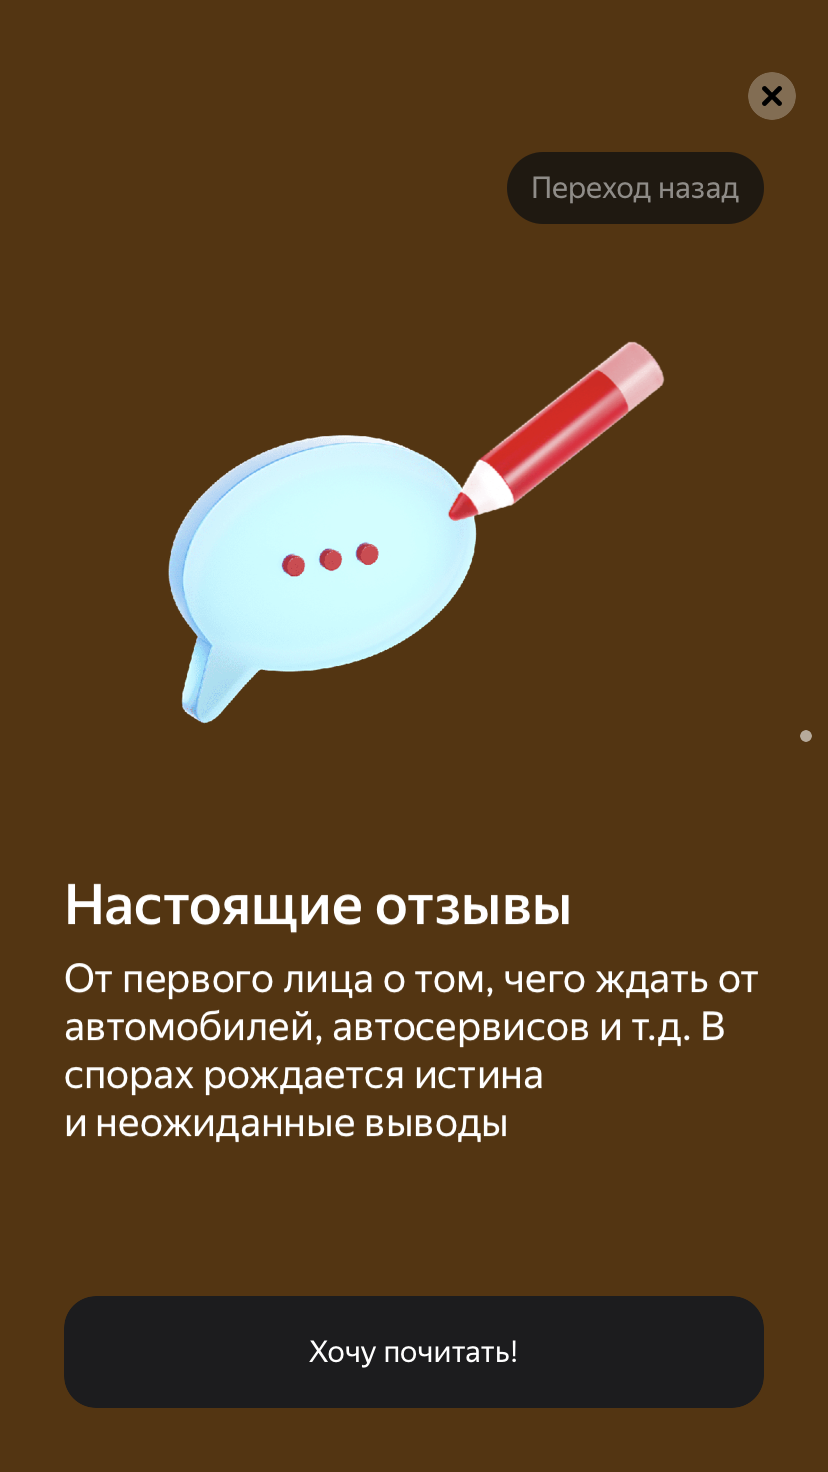 Переход назад
Настоящие отзывы
От первого лица о том, чего ждать от
автомобилей, автосервисов и т.д. В
спорах рождается истина
и неожиданные выводы
Хочу почитать!